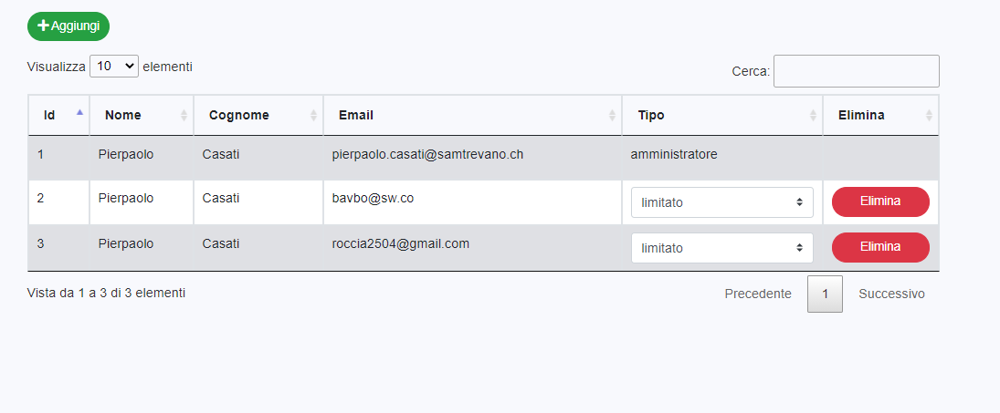 Aggiungi
Visualizza 10 elementi
Cerca:
Id Nome Cognome Email Tipo Elimina
1 Pierpaolo Casati pierpaolo.casati@samtrevano.ch amministratore
2 Pierpaolo Casati bavbo@sw.co limitato Elimina
3 Pierpaolo Casati roccia2504@gmail.com limitato Elimina
Vista da 1 a 3 di 3 elementi
Precedente 1 Successivo